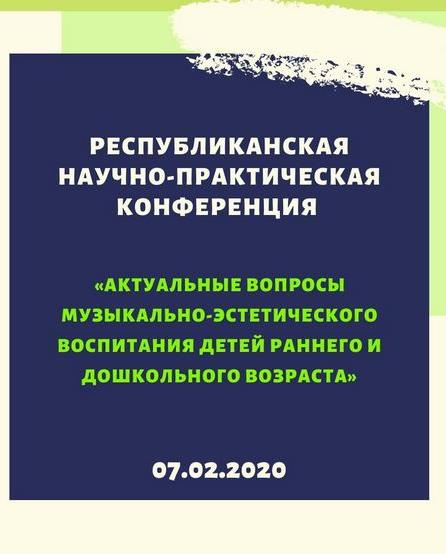 РЕСПУБЛИКАНСКАЯ
НАУЧНО-ПРАКТИЧЕСКАЯ
КОНФЕРЕНЦИЯ
«АКТУАЛЬНЫЕ ВОПРОСЫ
МУЗЫКАЛЬНО-ЭСТЕТИЧЕСКОГО
ВОСПИТАНИЯ ДЕТЕЙ РАННЕГО И
ДОШКОЛЬНОГО ВОЗРАСТА»
07.02.2020